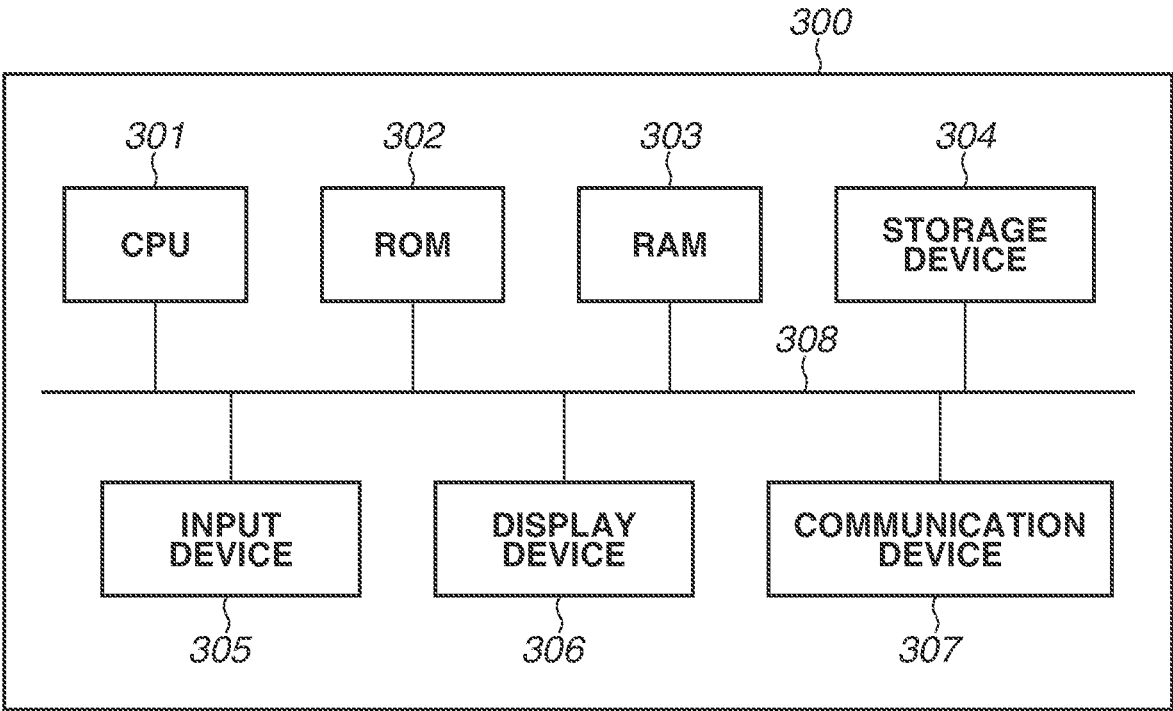 300
301
302
303
304
CPU
ROM
RAM
STORAGE
DEVICE
308
INPUT
DEVICE
DISPLAY
DEVICE
COMMUNICATION
DEVICE
305
306
307